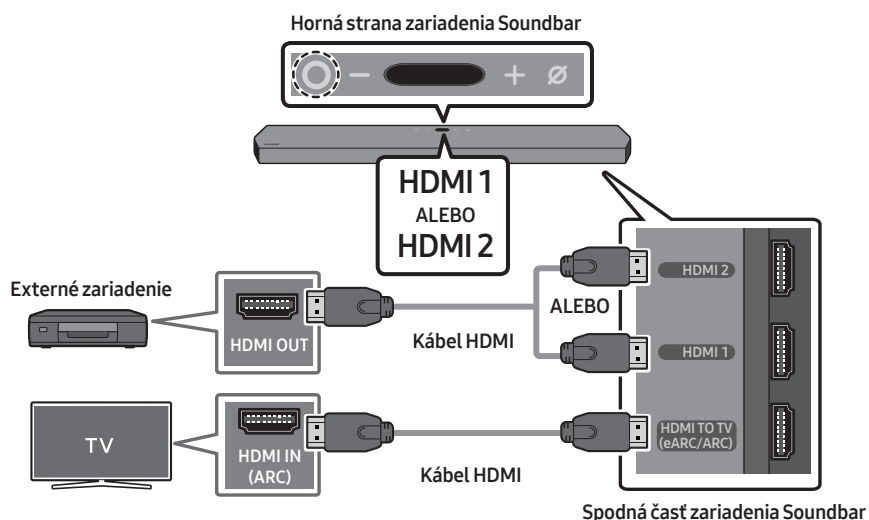 Horná strana zariadenia Soundbar
HDMI 1
ALEBO
HDMI 2
Externé zariadenie
HDMI OUT
Kábel HDMI
ALEBO
HDMI 2
HDMI 1
TV
HDMI IN
(ARC)
Kábel HDMI
HDMI TO TV
(eARC/ARC)
Spodná časť zariadenia Soundbar